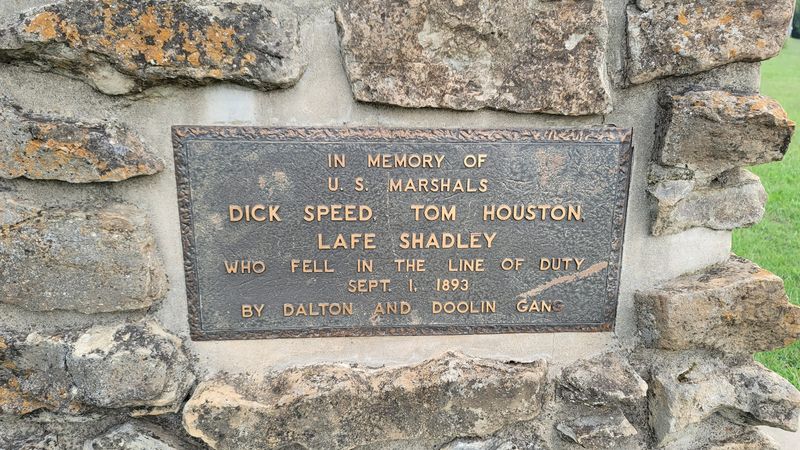 IN MEMORY OF
U. S. MARSHALS
DICK SPEED, TOM HOUSTON,
LAFE SHADLEY
WHO FELL IN THE LINE OF DUTY
SEPT. 1, 1893
BY DALTON AND DOOLIN GANG